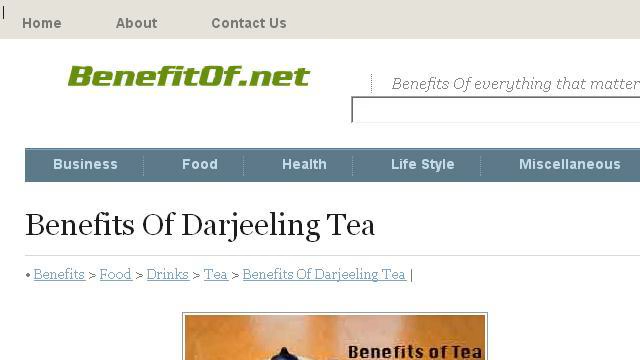 Home About Contact Us
BenefitOf.net
Benefits Of everything that matter
Business Food Health Life Style Miscellaneous
Benefits Of Darjeeling Tea
• Benefits > Food > Drinks > Tea > Benefits Of Darjeeling Tea |
Benefits of Tea